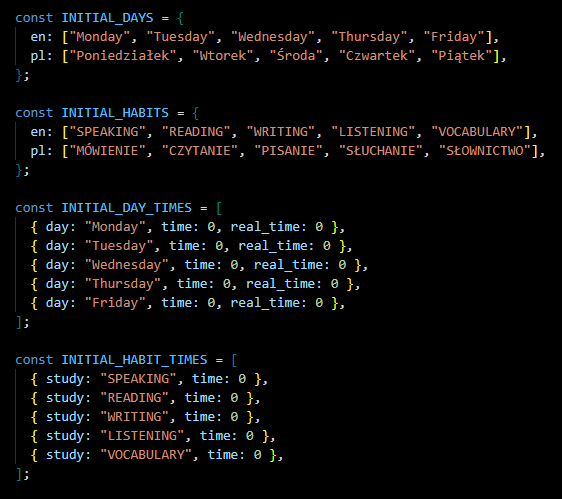 const INITIAL_DAYS = {
en: ["Monday", "Tuesday", "Wednesday", "Thursday", "Friday"],
pl: ["Poniedziałek", "Wtorek", "Środa", "Czwartek", "Piątek"],
};
const INITIAL_HABITS = {
en: ["SPEAKING", "READING", "WRITING", "LISTENING", "VOCABULARY"],
pl: ["MÓWIENIE", "CZYTANIE", "PISANIE", "SŁUCHANIE", "SŁOWNICTWO"],
};
const INITIAL_DAY_TIMES = [
{ day: "Monday", time: 0, real_time: 0 },
{ day: "Tuesday", time: 0, real_time: 0 },
{ day: "Wednesday", time: 0, real_time: 0 },
{ day: "Thursday", time: 0, real_time: 0 },
{ day: "Friday", time: 0, real_time: 0 },
];
const INITIAL_HABIT_TIMES = [
{ study: "SPEAKING", time: 0 },
{ study: "READING", time: 0 },
{ study: "WRITING", time: 0 },
{ study: "LISTENING", time: 0 },
{ study: "VOCABULARY", time: 0 },
];